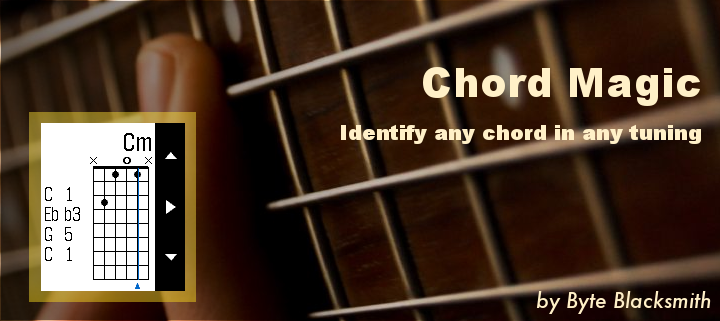 Chord Magic
Identify any chord in any tuning
Cm
× o ×
C 1
Eb b3
G 5
C 1
by Byte Blacksmith